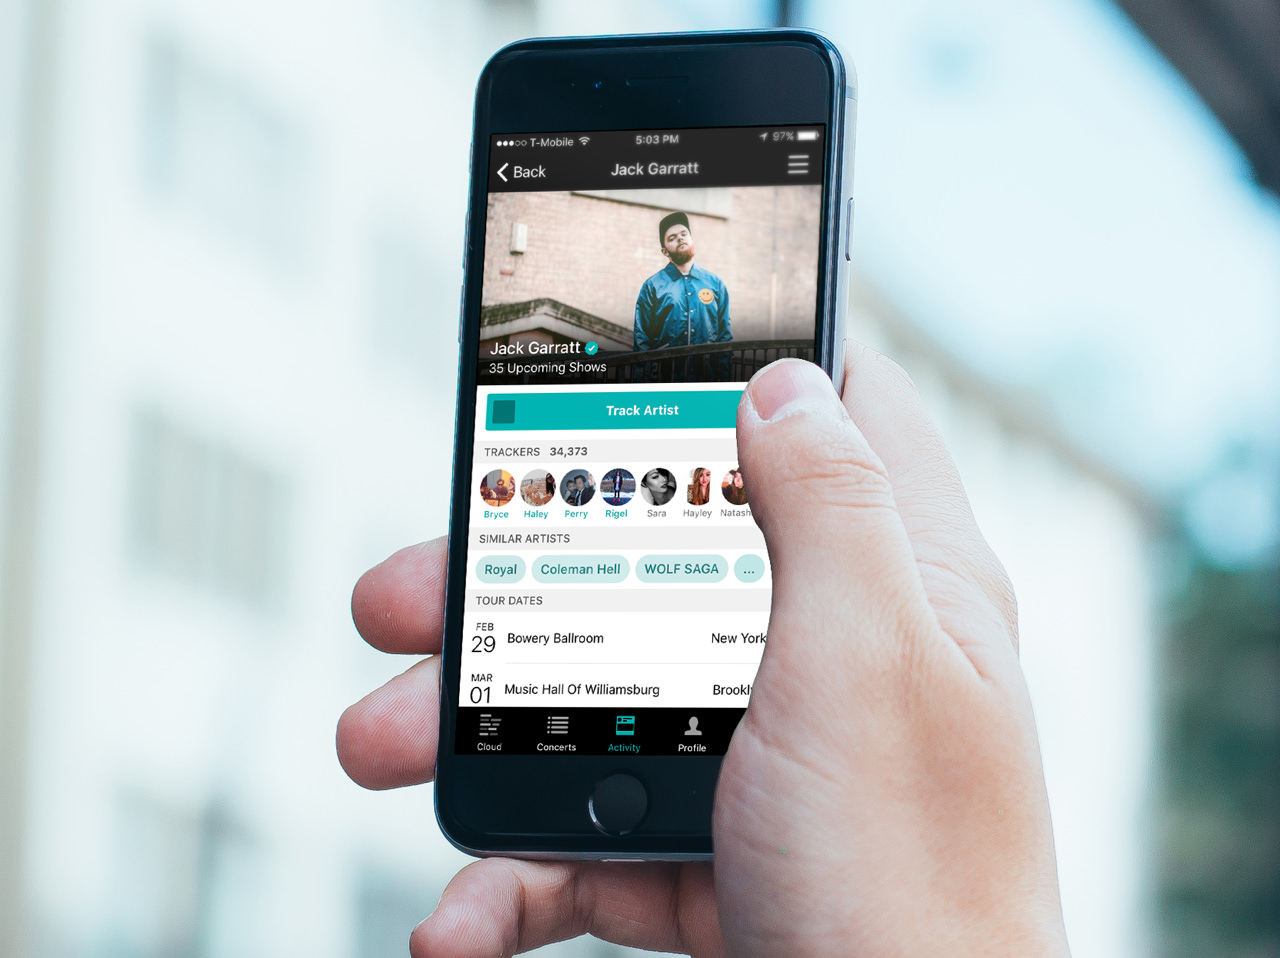 ●●●○○ T-Mobile 5:03 PM 97%
Back Jack Garratt
Jack Garratt
35 Upcoming Shows
Track Artist
TRACKERS 34,373
Bryce Haley Perry Rigel Sara Hayley Natash
SIMILAR ARTISTS
Royal Coleman Hell WOLF SAGA ...
TOUR DATES
FEB
29 Bowery Ballroom New York
MAR
01 Music Hall Of Williamsburg Brookl
Cloud Concerts Activity Profile